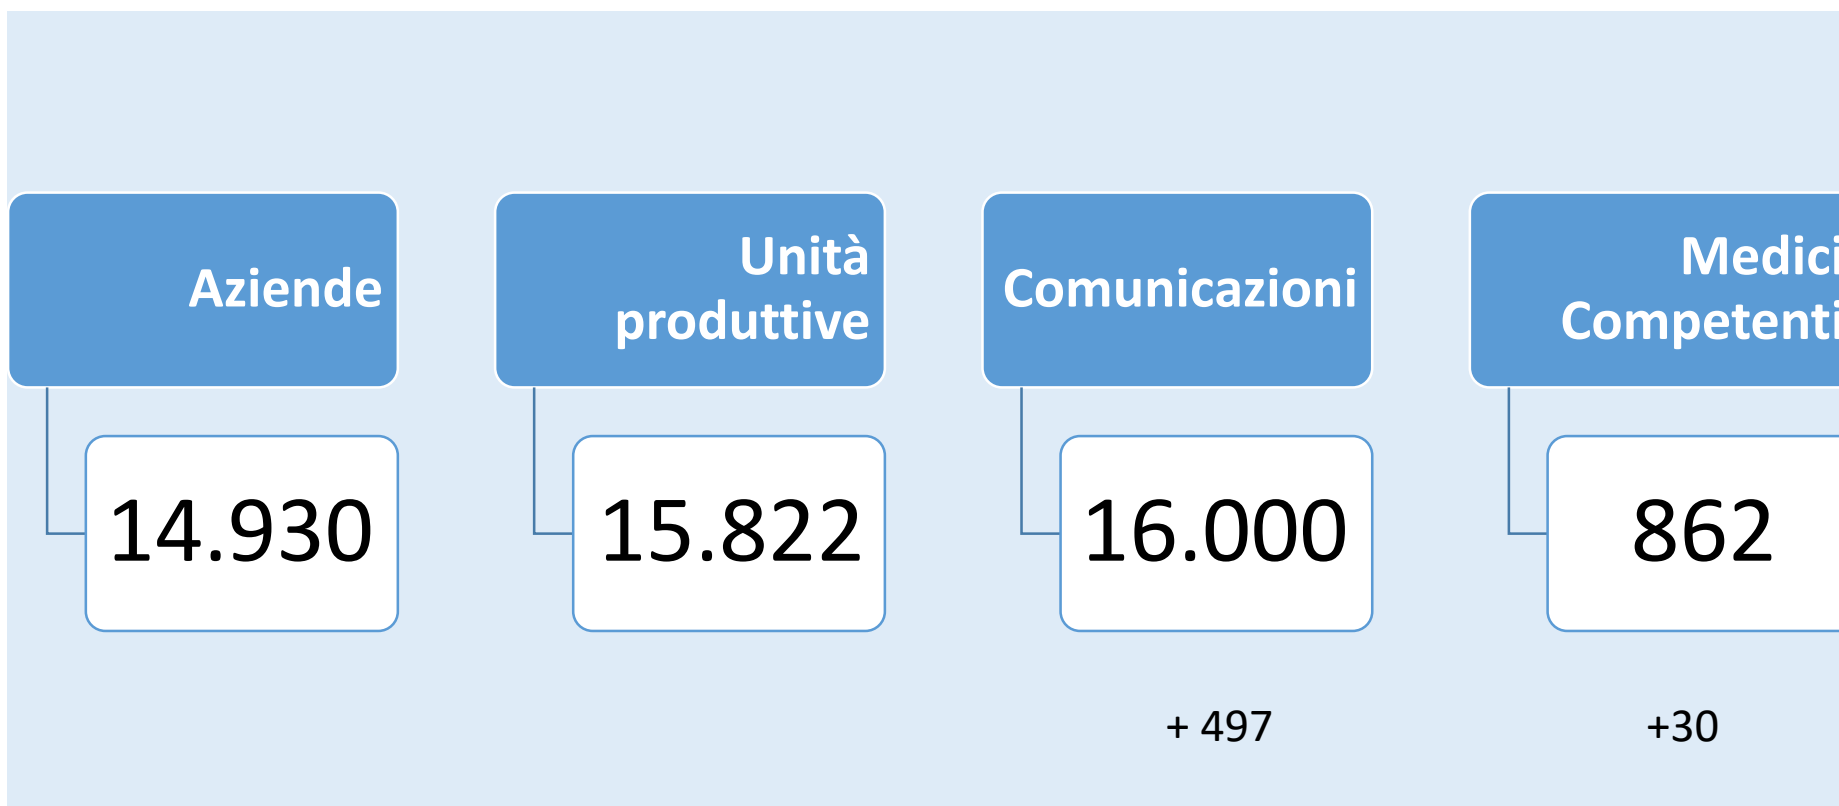 Aziende
14.930
Unità
produttive
15.822
Comunicazioni
16.000
+ 497
Medici
Competenti
862
+30